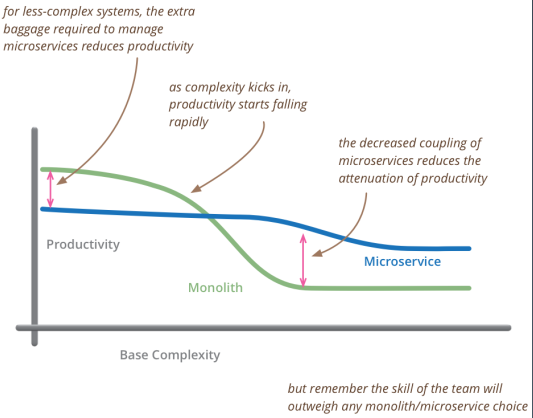 for less-complex systems, the extra
baggage required to manage
microservices reduces productivity
as complexity kicks in,
productivity starts falling
rapidly
the decreased coupling of
microservices reduces the
attenuation of productivity
Productivity
Microservice
Monolith
Base Complexity
but remember the skill of the team will
outweigh any monolith/microservice choice